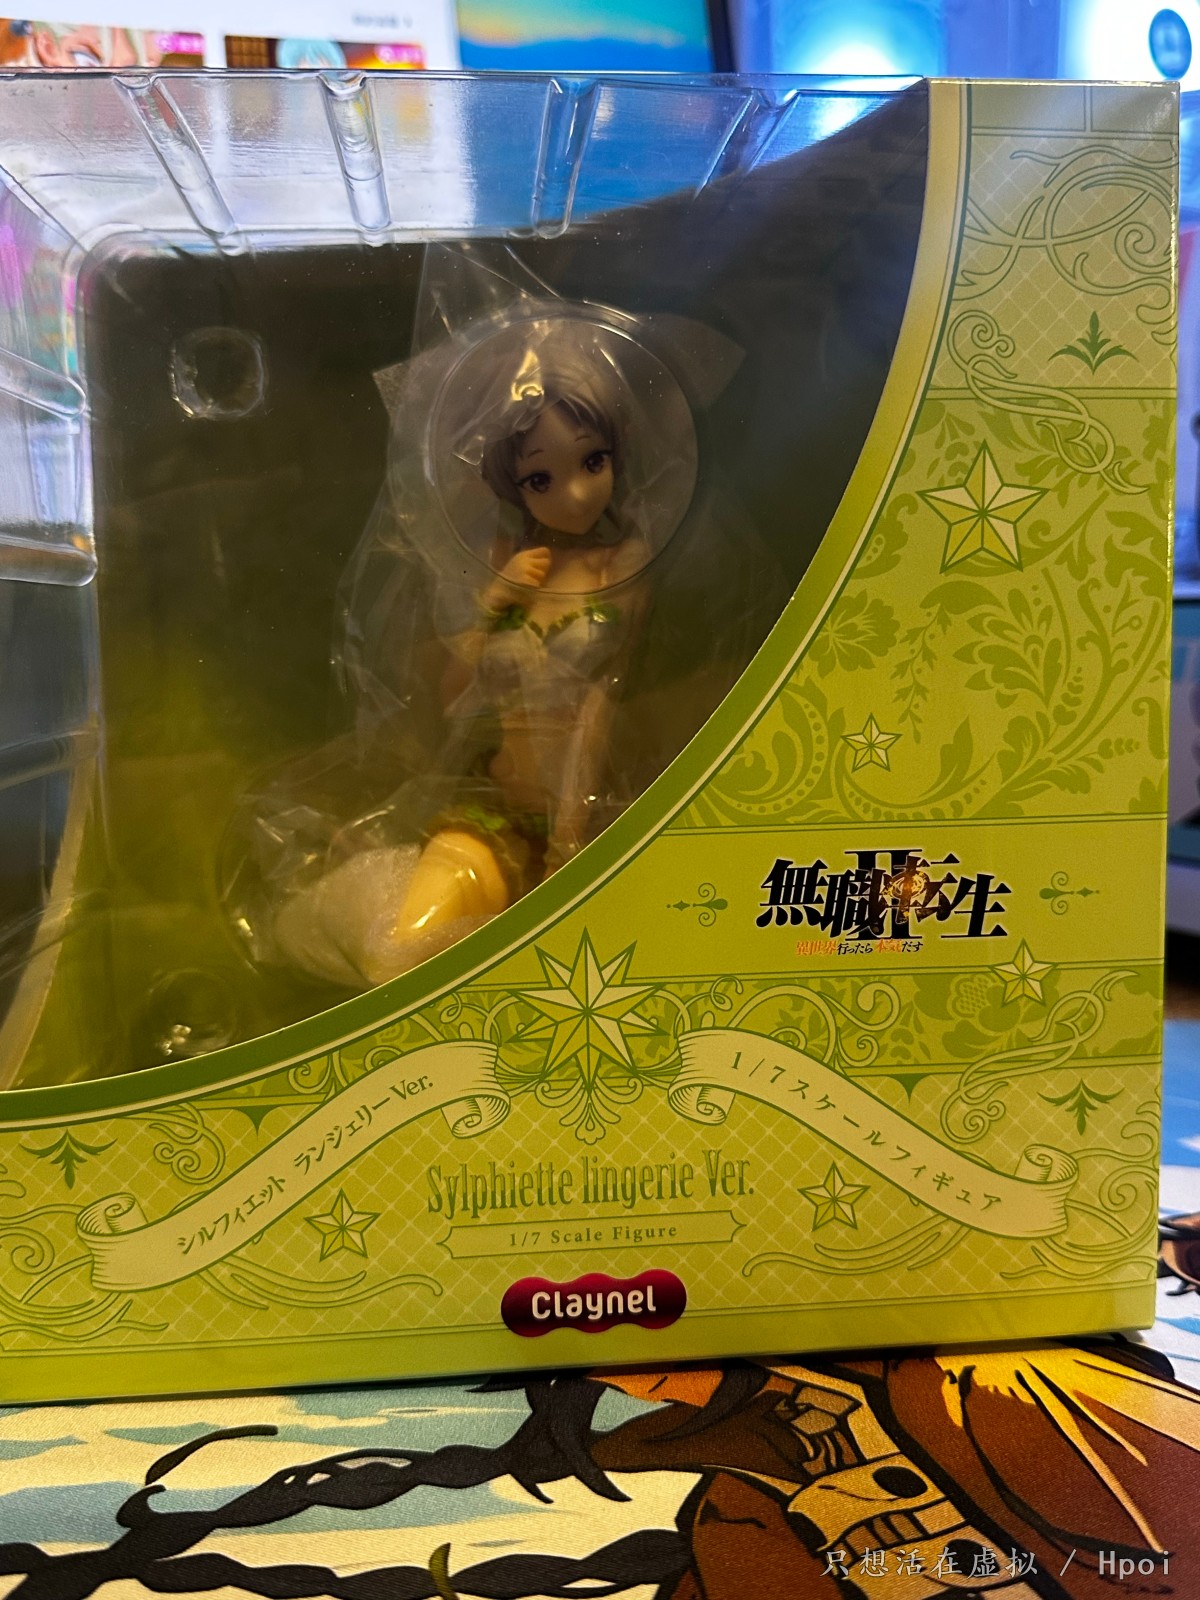 無職転生II
異世界行ったら本気だす
シルフィエット ランジェリーVer.
1/7スケールフィギュア
Sylphiette lingerie Ver.
1/7 Scale Figure
Claynel
只想活在虚拟 / Hpoi